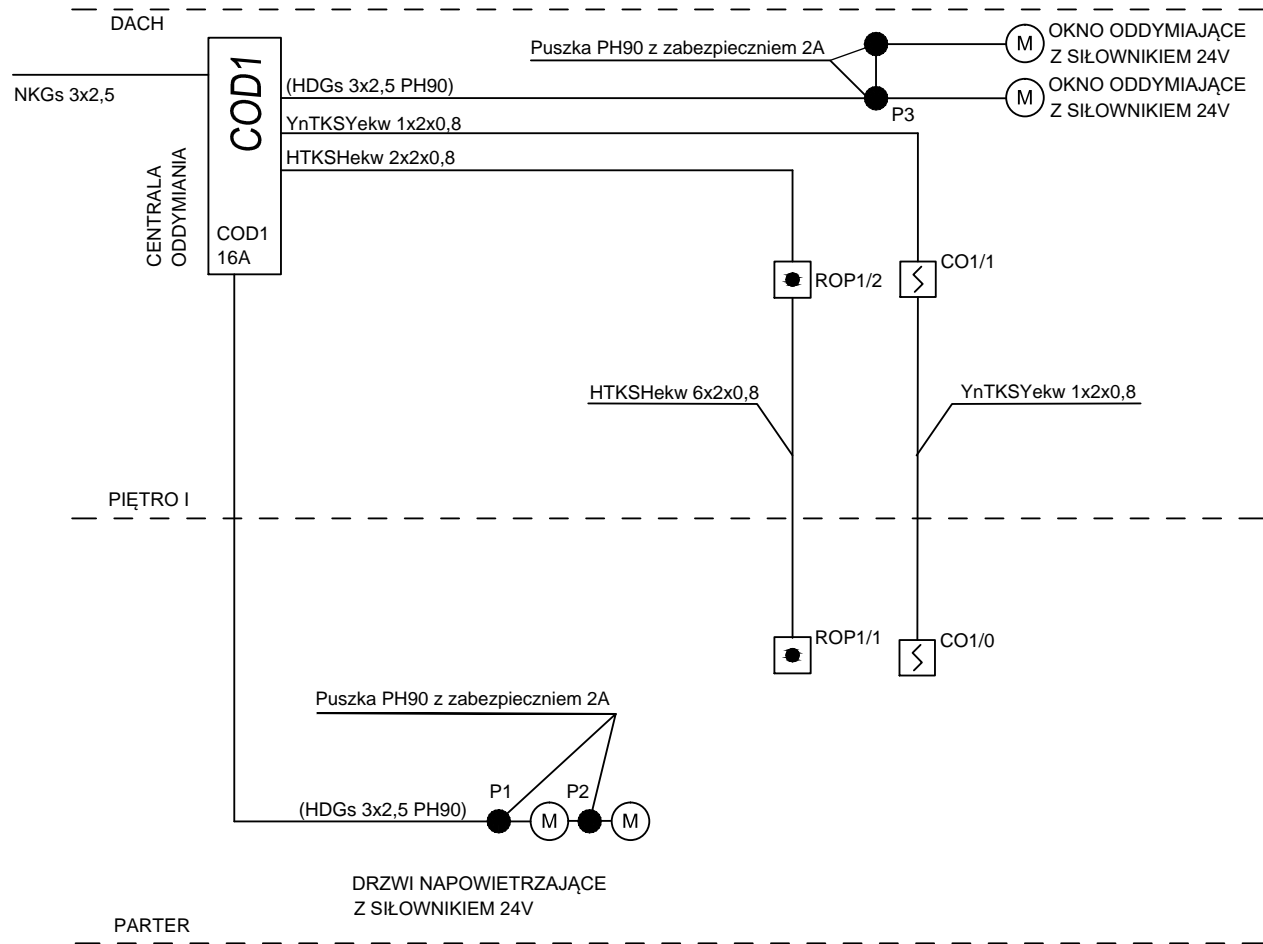 DACH
NKGs 3x2,5
COD1
CENTRALA
ODDYMIANIA
COD1
16A
(HDGs 3x2,5 PH90)
YnTKSYekw 1x2x0,8
HTKSHekw 2x2x0,8
Puszka PH90 z zabezpieczniem 2A
P3
M
OKNO ODDYMIAJĄCE
Z SIŁOWNIKIEM 24V
M
OKNO ODDYMIAJĄCE
Z SIŁOWNIKIEM 24V
ROP1/2
CO1/1
HTKSHekw 6x2x0,8
YnTKSYekw 1x2x0,8
PIĘTRO I
ROP1/1
CO1/0
Puszka PH90 z zabezpieczniem 2A
(HDGs 3x2,5 PH90)
P1
M
P2
M
DRZWI NAPOWIETRZAJĄCE
Z SIŁOWNIKIEM 24V
PARTER